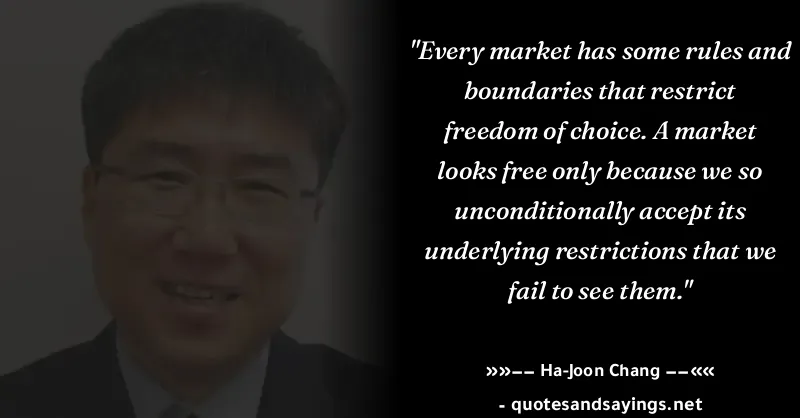 "Every market has some rules and
boundaries that restrict
freedom of choice. A market
looks free only because we so
unconditionally accept its
underlying restrictions that we
fail to see them."
»»−− Ha-Joon Chang −−««
- quotesandsayings.net